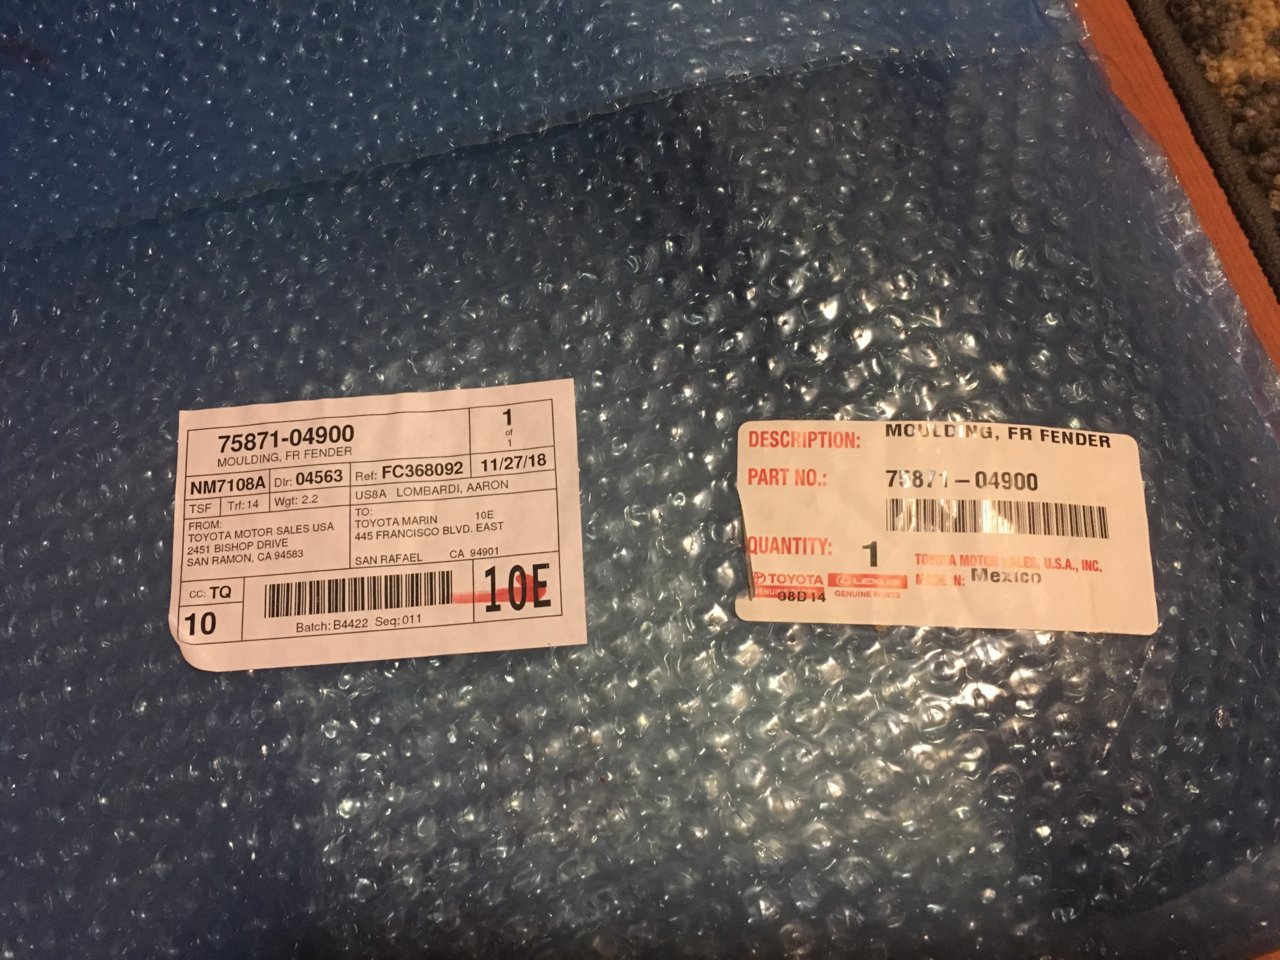 75871-04900
MOULDING, FR FENDER
1
of
1
NM7108A
Dlr: 04563
Ref: FC368092
11/27/18
TSF
Trf: 14
Wgt: 2.2
US8A LOMBARDI, AARON
FROM:
TOYOTA MOTOR SALES USA
2451 BISHOP DRIVE
SAN RAMON, CA 94583
TO:
TOYOTA MARIN 10E
445 FRANCISCO BLVD. EAST
SAN RAFAEL CA 94901
CC: TQ
10
Batch: B4422 Seq: 011
10E
DESCRIPTION: MOULDING, FR FENDER
PART NO.: 75871-04900
QUANTITY: 1
TOYOTA MOTOR SALES, U.S.A., INC.
MADE IN: Mexico
TOYOTA
GENUINE PARTS
08D14
LEXUS
GENUINE PARTS